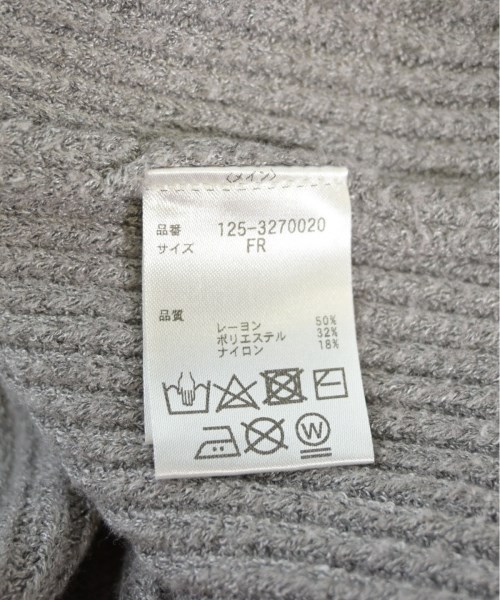 〈メイン〉
品番 125-3270020
サイズ FR
品質 レーヨン 50%
ポリエステル 32%
ナイロン 18%
W